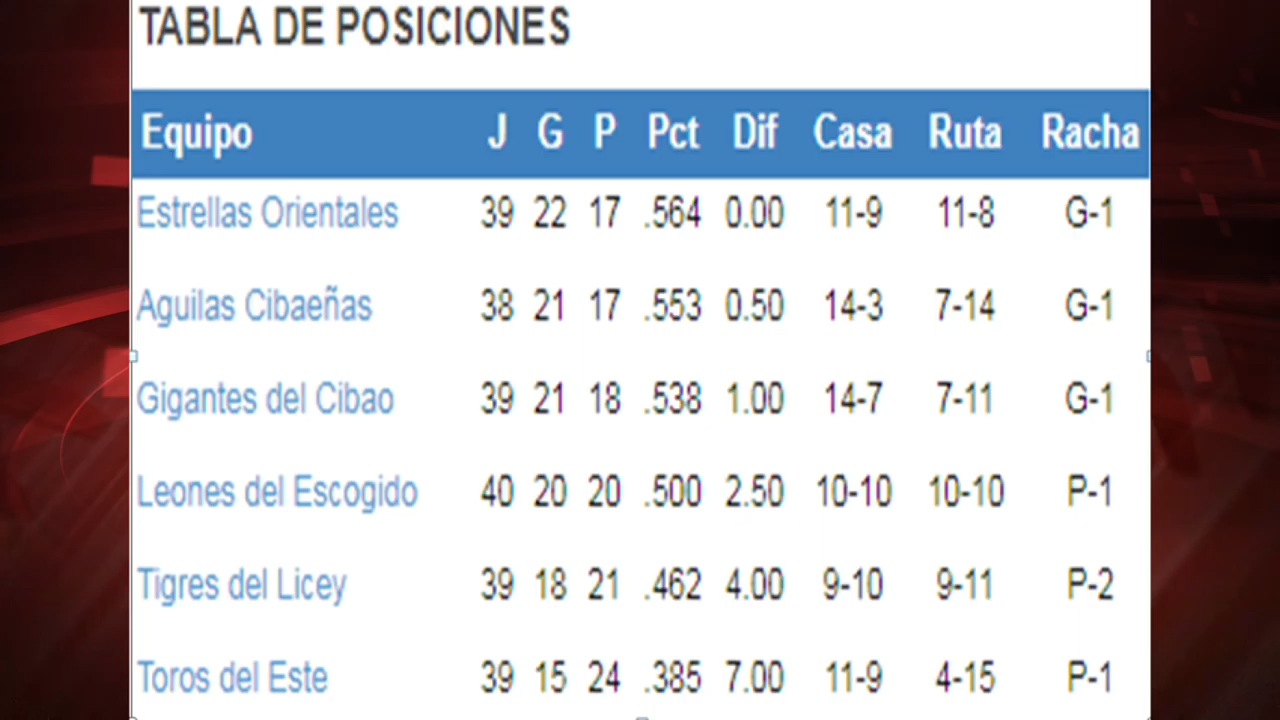 TABLA DE POSICIONES
Equipo J G P Pct Dif Casa Ruta Racha
Estrellas Orientales 39 22 17 .564 0.00 11-9 11-8 G-1
Aguilas Cibaeñas 38 21 17 .553 0.50 14-3 7-14 G-1
Gigantes del Cibao 39 21 18 .538 1.00 14-7 7-11 G-1
Leones del Escogido 40 20 20 .500 2.50 10-10 10-10 P-1
Tigres del Licey 39 18 21 .462 4.00 9-10 9-11 P-2
Toros del Este 39 15 24 .385 7.00 11-9 4-15 P-1